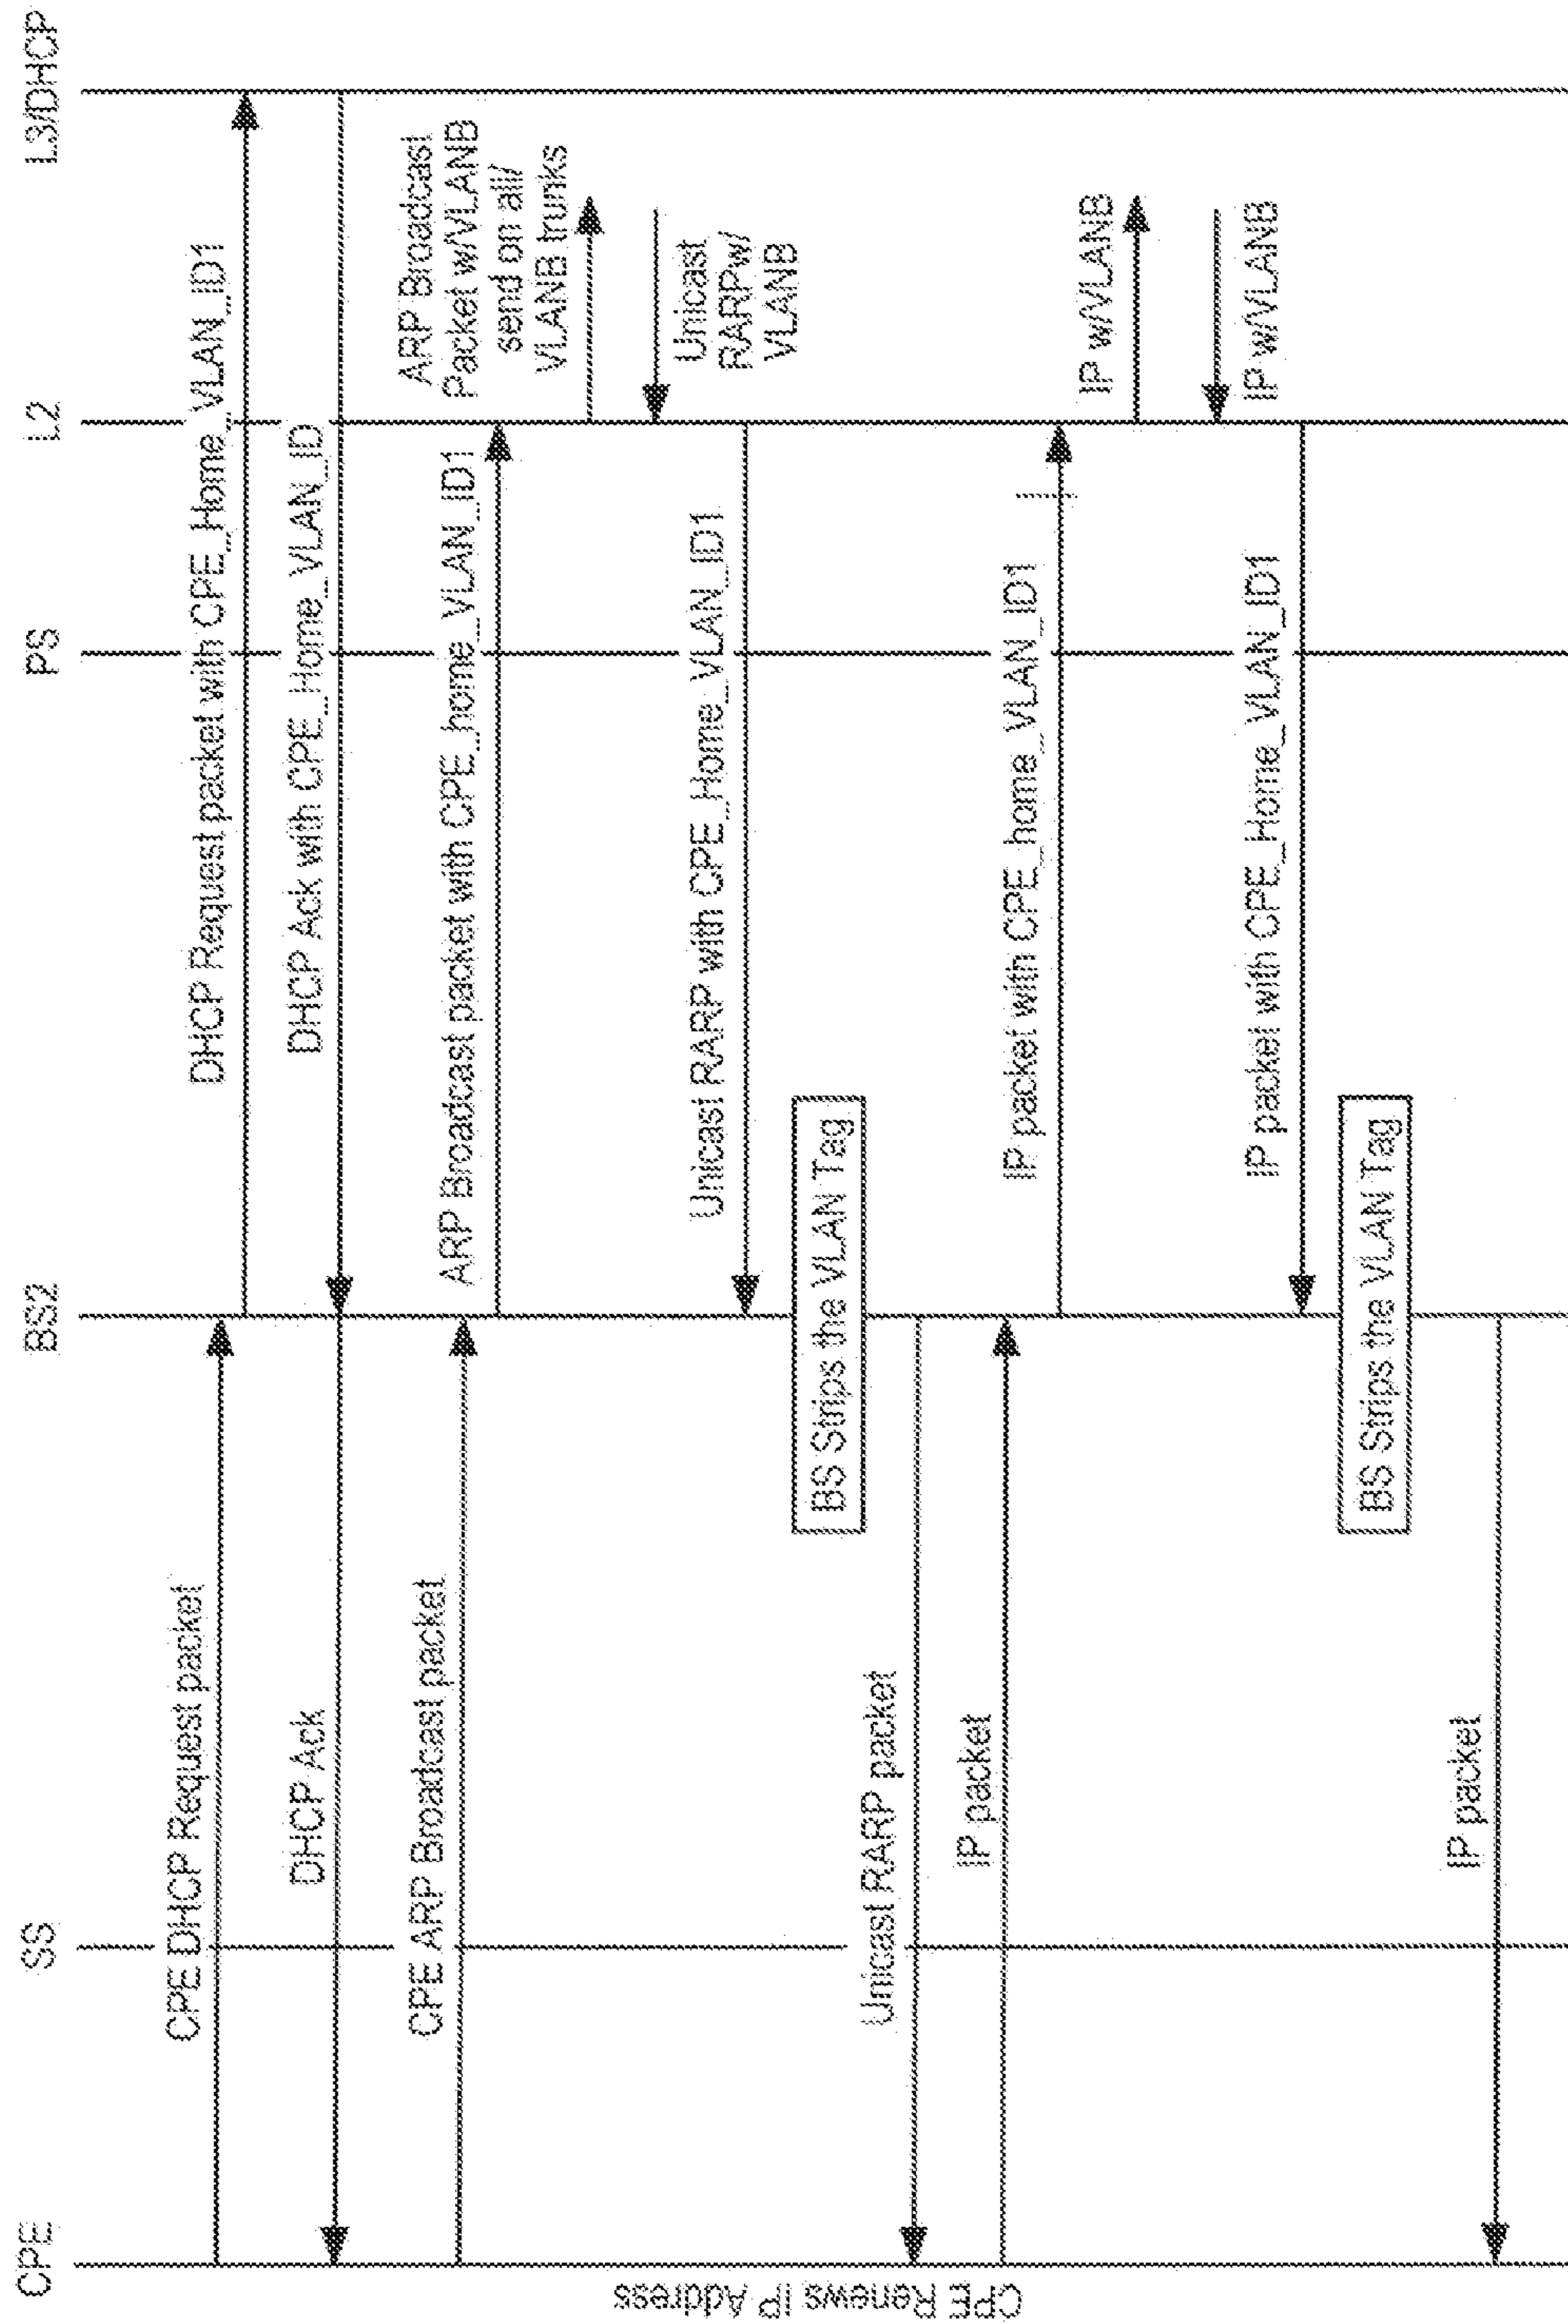 CPE
SS
BS2
PS
L2
L3/DHCP
CPE Renews IP Address
CPE DHCP Request packet
DHCP Request packet with CPE_Home_VLAN_ID1
DHCP Ack with CPE_Home_VLAN_ID
DHCP Ack
CPE ARP Broadcast packet
ARP Broadcast packet with CPE_home_VLAN_ID1
ARP Broadcast
Packet w/VLANB
send on all/
VLANB trunks
Unicast
RARPw/
VLANB
Unicast RARP with CPE_Home_VLAN_ID1
BS Strips the VLAN Tag
Unicast RARP packet
IP packet
IP packet with CPE_home_VLAN_ID1
IP w/VLANB
IP w/VLANB
IP packet with CPE_Home_VLAN_ID1
BS Strips the VLAN Tag
IP packet